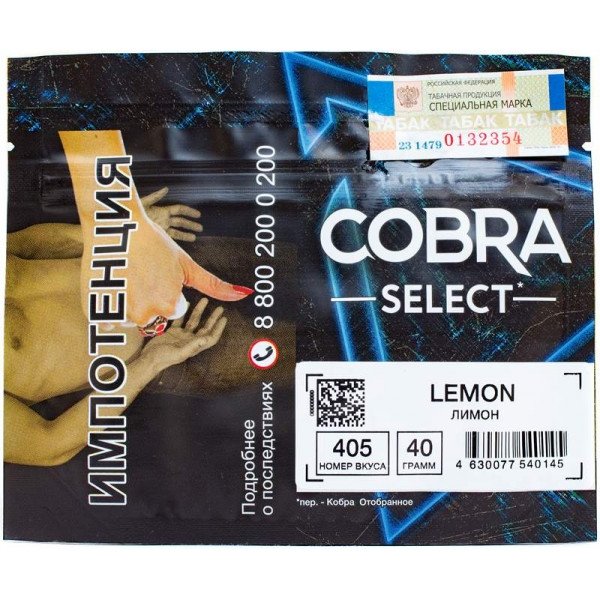 РОССИЙСКАЯ ФЕДЕРАЦИЯ
ТАБАЧНАЯ ПРОДУКЦИЯ
СПЕЦИАЛЬНАЯ МАРКА
ТАБАК ТАБАК ТАБАК
23 1479 0132354
ИМПОТЕНЦИЯ
Подробнее
о последствиях 8 800 200 0 200
COBRA
SELECT*
LEMON
ЛИМОН
405
НОМЕР ВКУСА
40
ГРАММ
4 630077 540145
*пер. - Кобра Отобранное